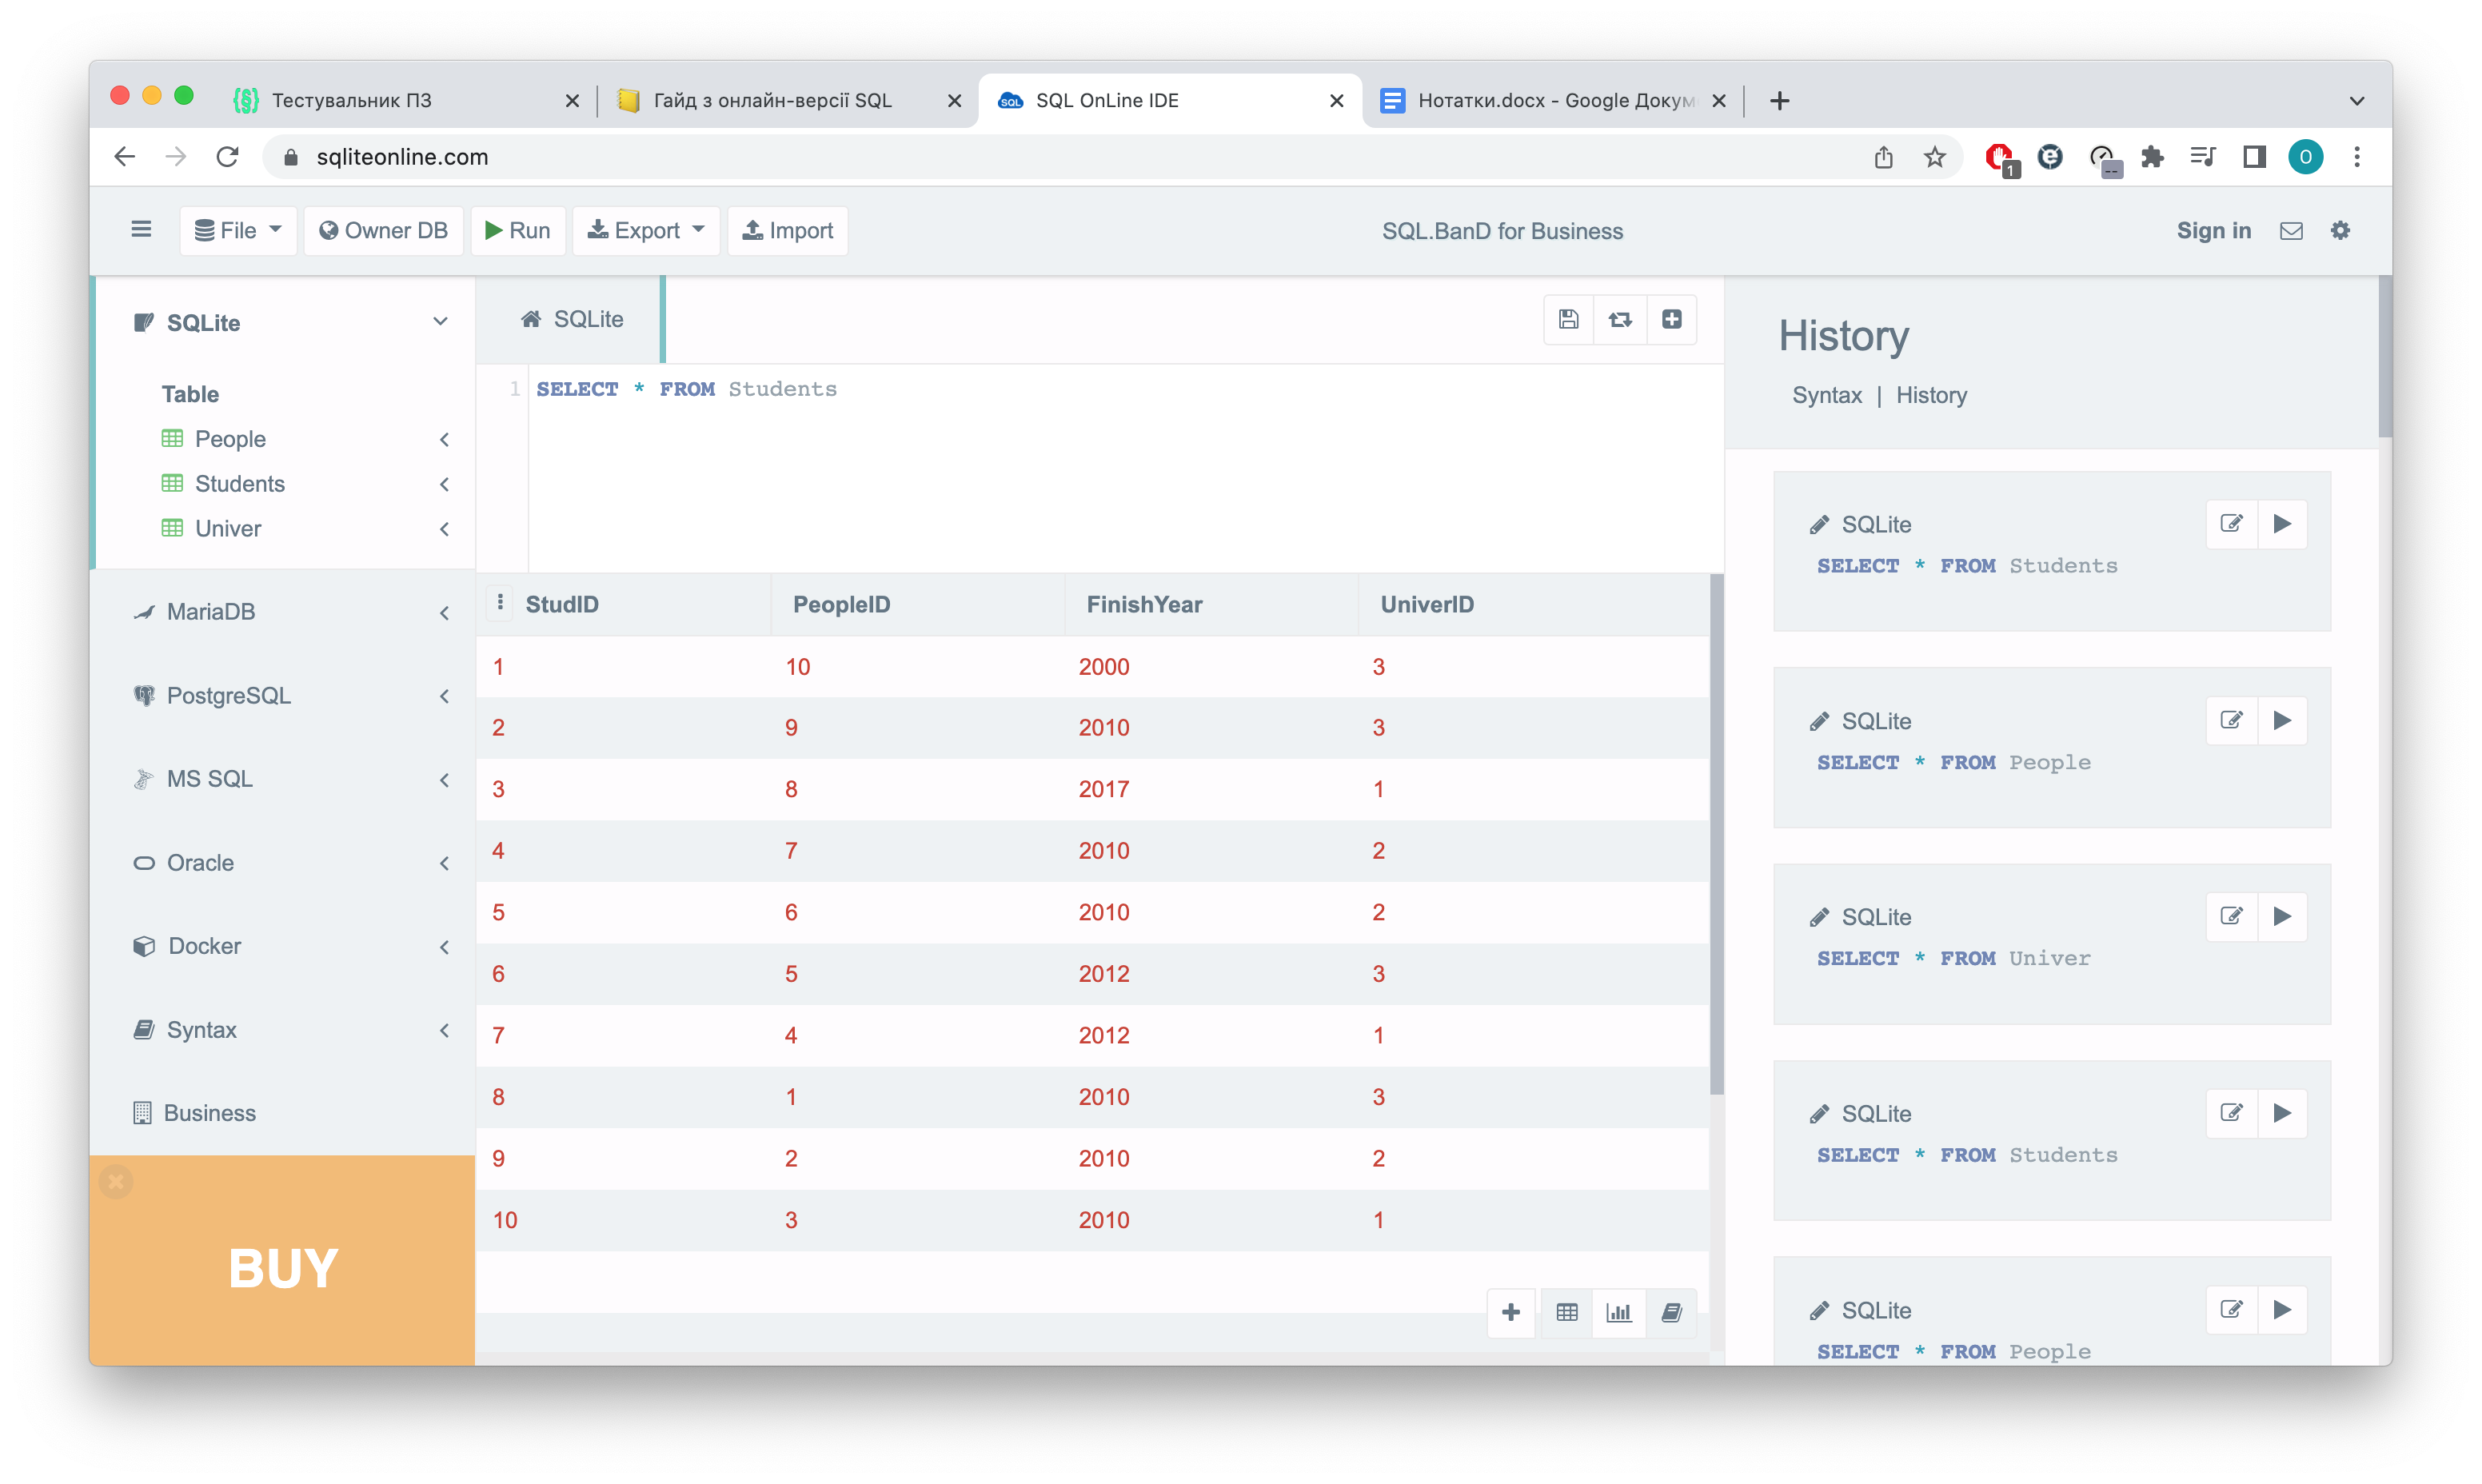 Тестувальник ПЗ
Гайд з онлайн-версії SQL
SQL OnLine IDE
Нотатки.docx - Google Докум
sqliteonline.com
1
O
File
Owner DB
Run
Export
Import
SQL.BanD for Business
Sign in
SQLite
Table
People
Students
Univer
MariaDB
PostgreSQL
MS SQL
Oracle
Docker
Syntax
Business
BUY
SQLite
1 SELECT * FROM Students
StudID PeopleID FinishYear UniverID
1 10 2000 3
2 9 2010 3
3 8 2017 1
4 7 2010 2
5 6 2010 2
6 5 2012 3
7 4 2012 1
8 1 2010 3
9 2 2010 2
10 3 2010 1
History
Syntax | History
SQLite
SELECT * FROM Students
SQLite
SELECT * FROM People
SQLite
SELECT * FROM Univer
SQLite
SELECT * FROM Students
SQLite
SELECT * FROM People